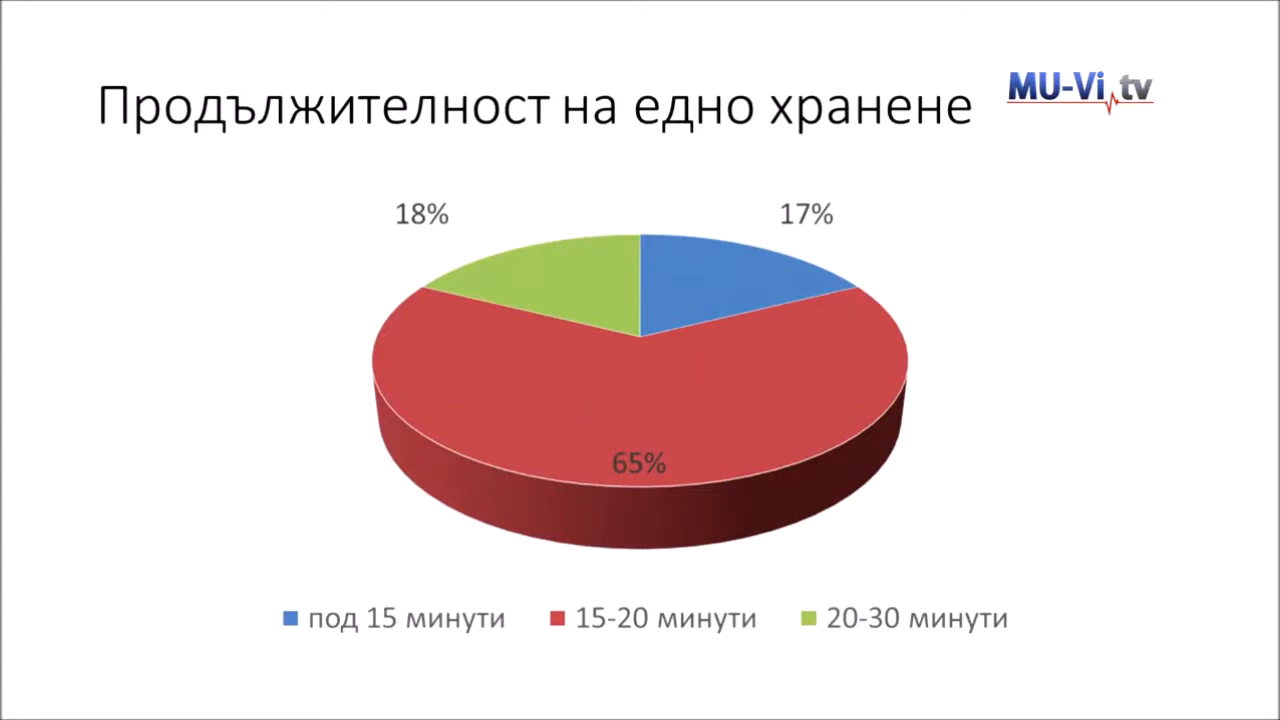 Продължителност на едно хранене
MU-Vi.tv
18%
17%
65%
под 15 минути
15-20 минути
20-30 минути